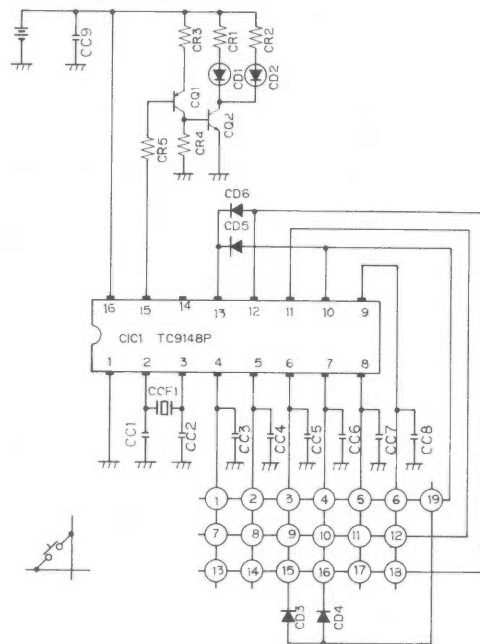 CC9
CR3
CR1
CR2
CD1
CD2
CQ1
CQ2
CR5
CR4
CD6
CD5
16 15 14 13 12 11 10 9
CIC1 TC9148P
1 2 3 4 5 6 7 8
CCF1
CC1
CC2
CC3
CC4
CC5
CC6
CC7
CC8
1 2 3 4 5 6 19
7 8 9 10 11 12
13 14 15 16 17 18
CD3
CD4